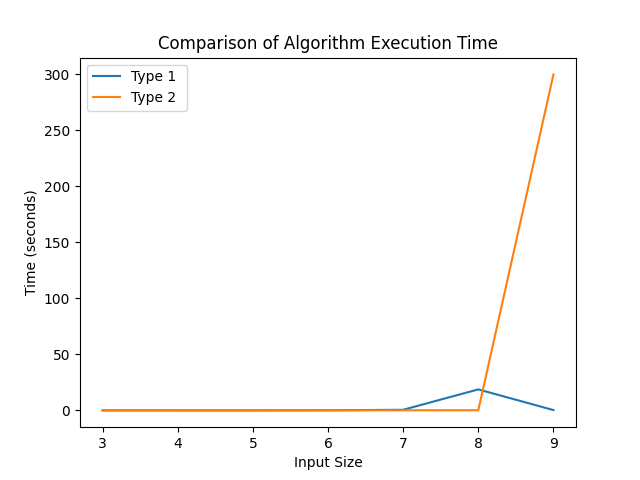 Comparison of Algorithm Execution Time
Type 1
Type 2
300
250
200
150
100
50
0
Time (seconds)
3 4 5 6 7 8 9
Input Size